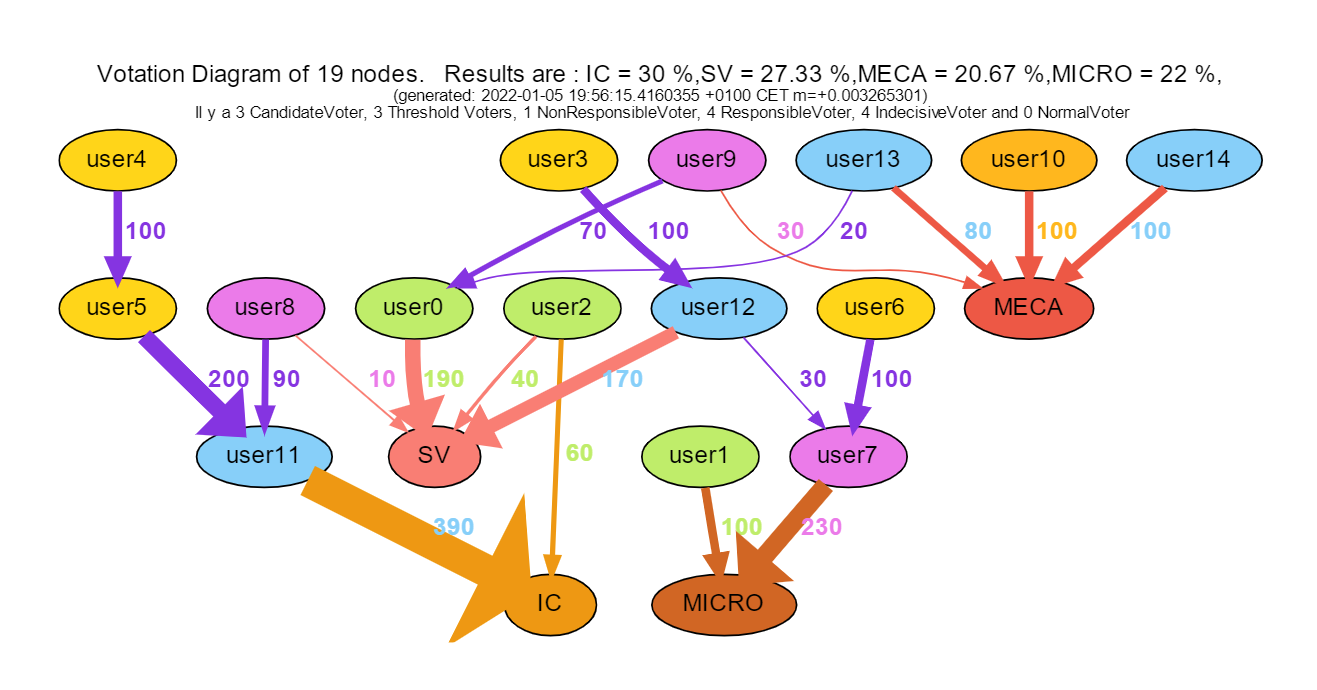 Votation Diagram of 19 nodes.   Results are : IC = 30 %,SV = 27.33 %,MECA = 20.67 %,MICRO = 22 %,
(generated: 2022-01-05 19:56:15.4160355 +0100 CET m=+0.003265301)
Il y a 3 CandidateVoter, 3 Threshold Voters, 1 NonResponsibleVoter, 4 ResponsibleVoter, 4 IndecisiveVoter and 0 NormalVoter
user4 user3 user9 user13 user10 user14
100 70 100 30 20 80 100 100
user5 user8 user0 user2 user12 user6 MECA
200 90 10 190 40 170 30 100
user11 SV 60 user1 user7
390 100 230
IC MICRO